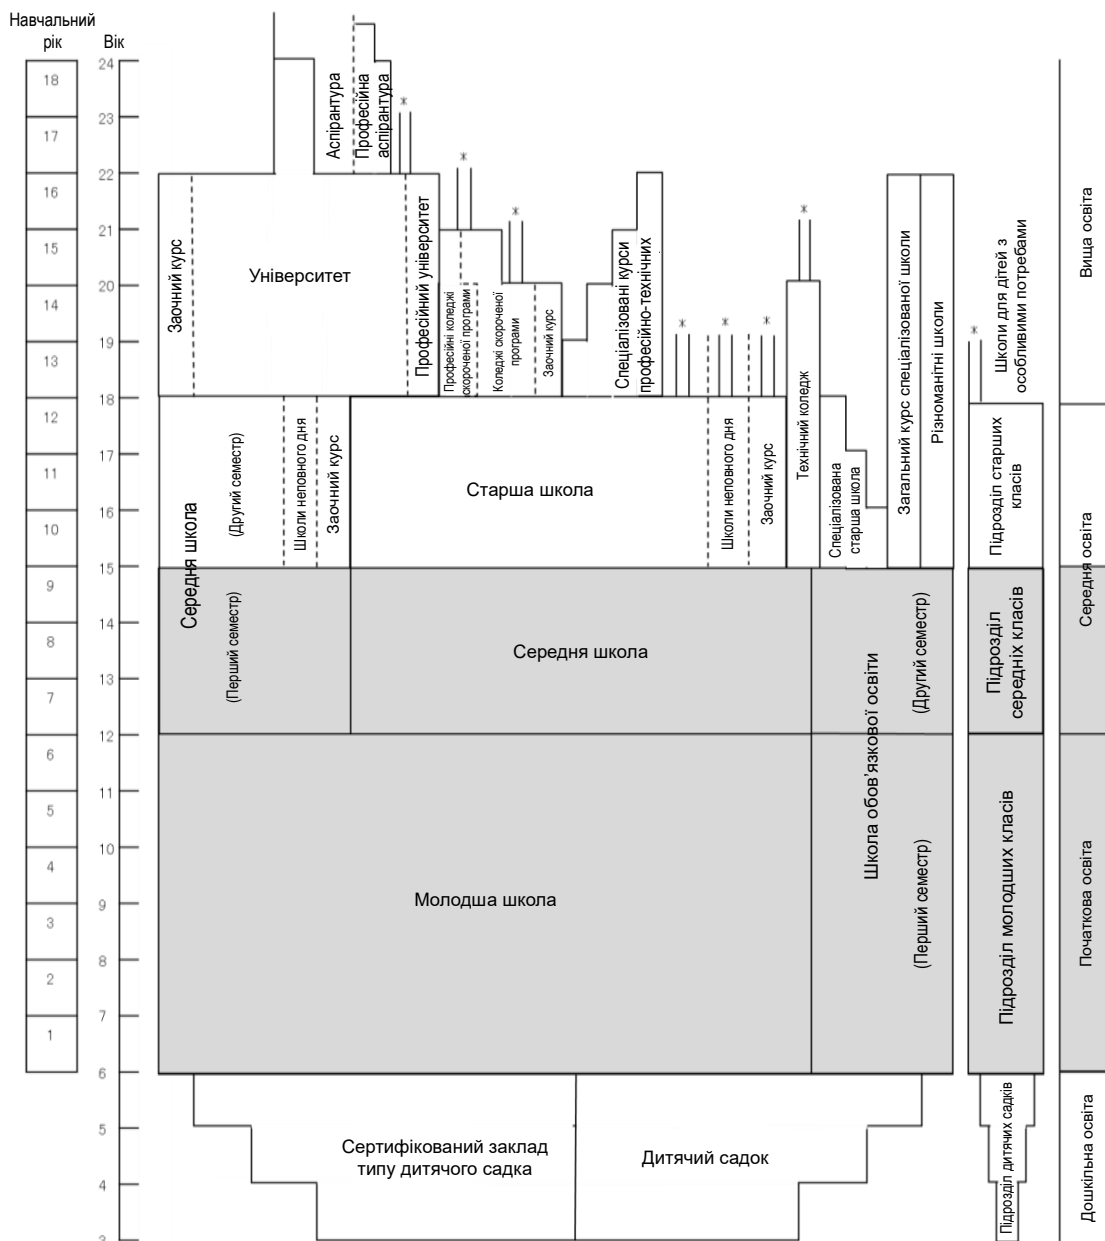 Навчальний
рік
Вік
18
17
16
15
14
13
12
11
10
9
8
7
6
5
4
3
2
1
24
23
22
21
20
19
18
17
16
15
14
13
12
11
10
9
8
7
6
5
4
3
Аспірантура
Професійна
аспірантура
*
*
*
*
*
*
*
*
Заочний курс
Університет
Професійний університет
Професійні коледжі
скороченої програми
Коледжі скороченої
програми
Заочний курс
Спеціалізовані курси
професійно-технічних
Технічний коледж
Загальний курс спеціалізованої школи
Різноманітні школи
Школи для дітей з
особливими потребами
Вища освіта
Середня школа
(Другий семестр)
Школи неповного дня
Заочний курс
Старша школа
Школи неповного дня
Заочний курс
Спеціалізована
старша школа
Підрозділ старших
класів
Середня освіта
(Перший семестр)
Середня школа
Школа обов’язкової освіти
(Другий семестр)
Підрозділ
середніх класів
Молодша школа
(Перший семестр)
Підрозділ молодших класів
Початкова освіта
Сертифікований заклад
типу дитячого садка
Дитячий садок
Підрозділ дитячих садків
Дошкільна освіта